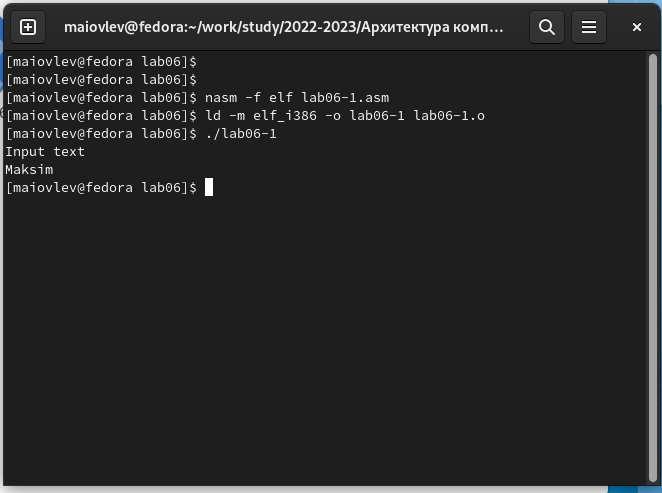 maiovlev@fedora:~/work/study/2022-2023/Архитектура комп...
[maiovlev@fedora lab06]$
[maiovlev@fedora lab06]$
[maiovlev@fedora lab06]$ nasm -f elf lab06-1.asm
[maiovlev@fedora lab06]$ ld -m elf_i386 -o lab06-1 lab06-1.o
[maiovlev@fedora lab06]$ ./lab06-1
Input text
Maksim
[maiovlev@fedora lab06]$